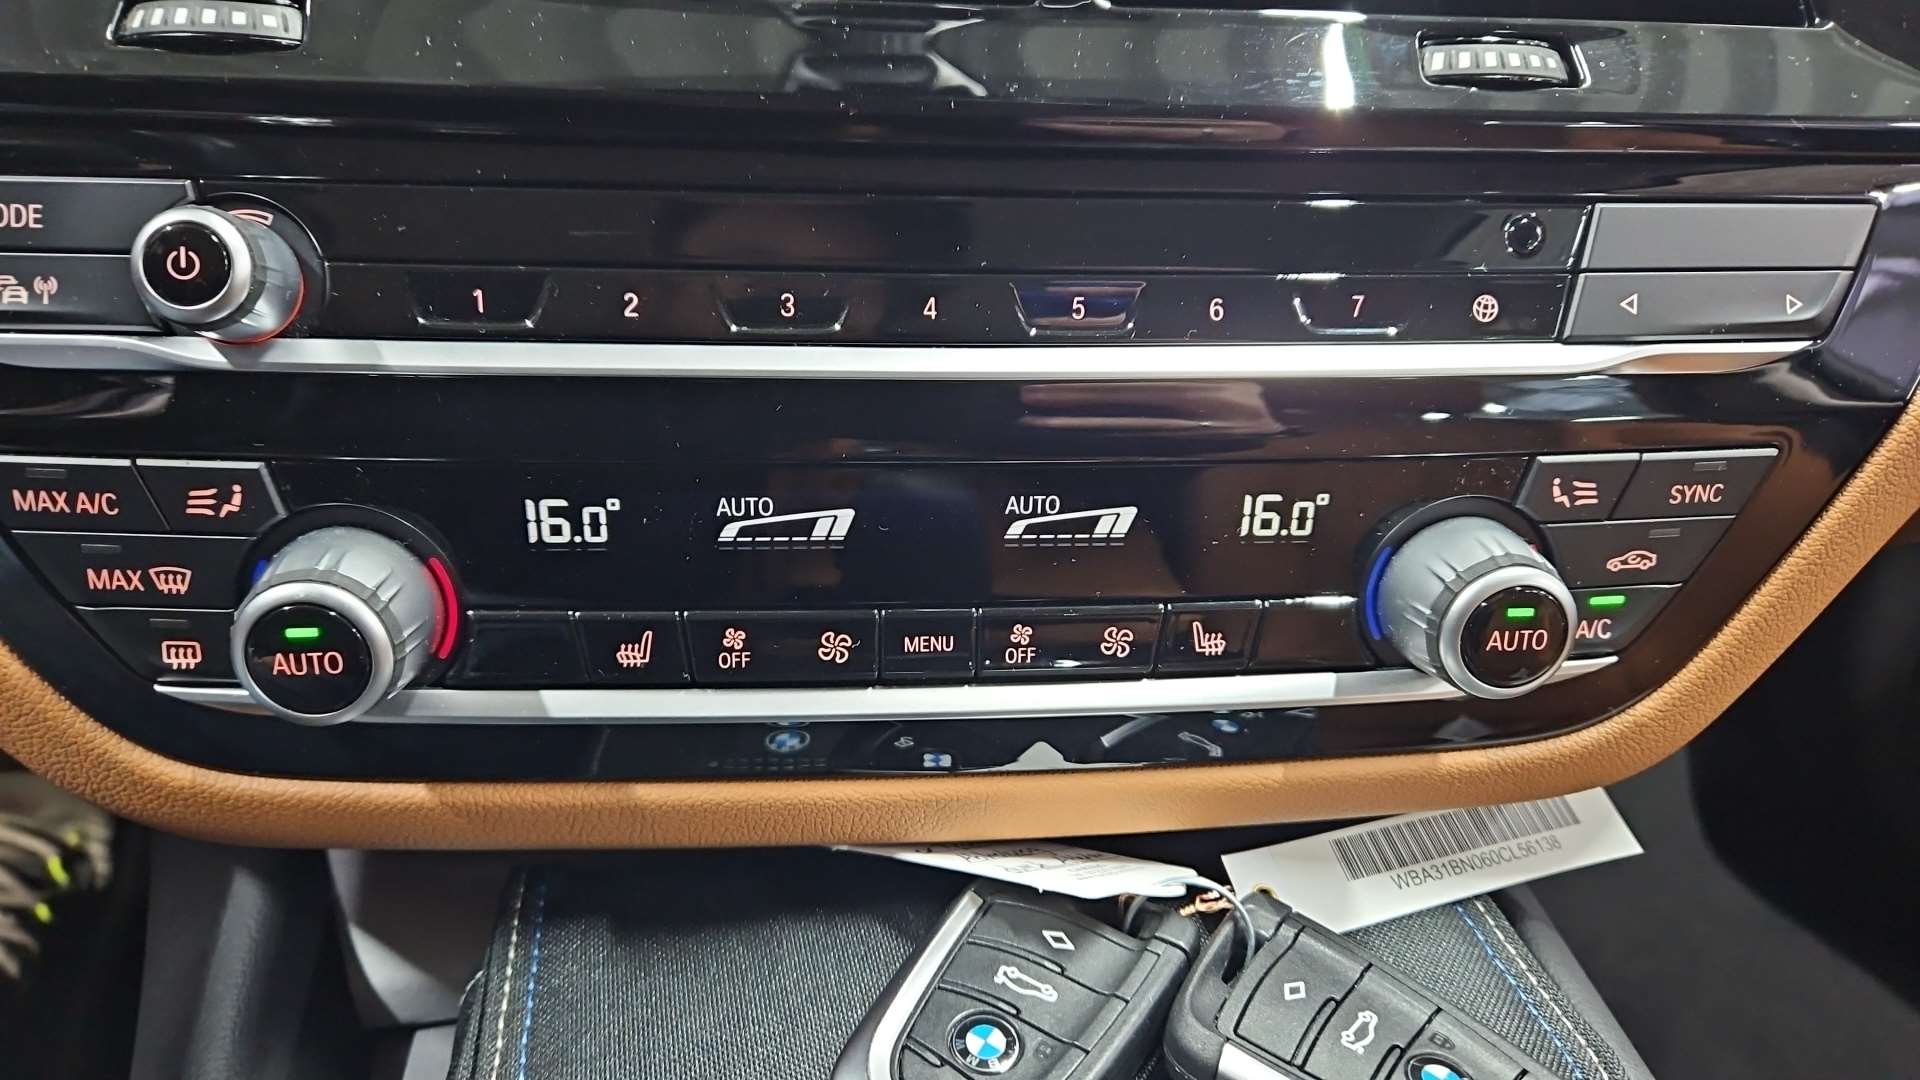 ODE
1 2 3 4 5 6 7
MAX A/C
16.0°
AUTO
AUTO
16.0°
SYNC
MAX
AUTO
OFF
MENU
OFF
AUTO
A/C
WBA31BN060CL56138
BMW